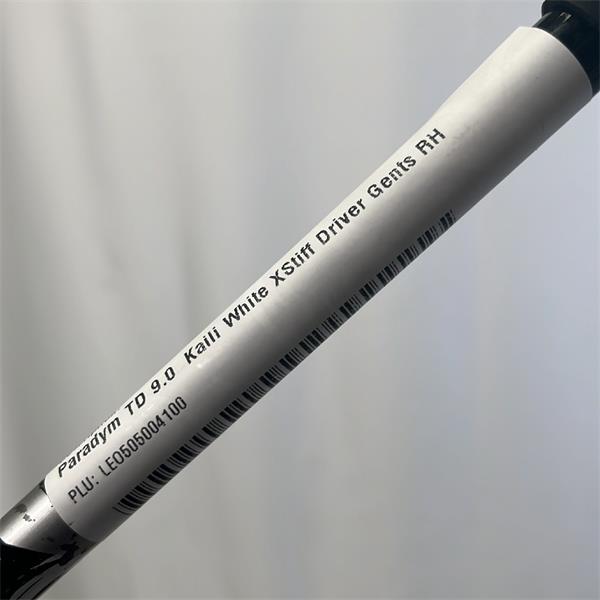 Paradym TD 9.0 Kaili White XStiff Driver Gents RH
PLU: LEO505004100